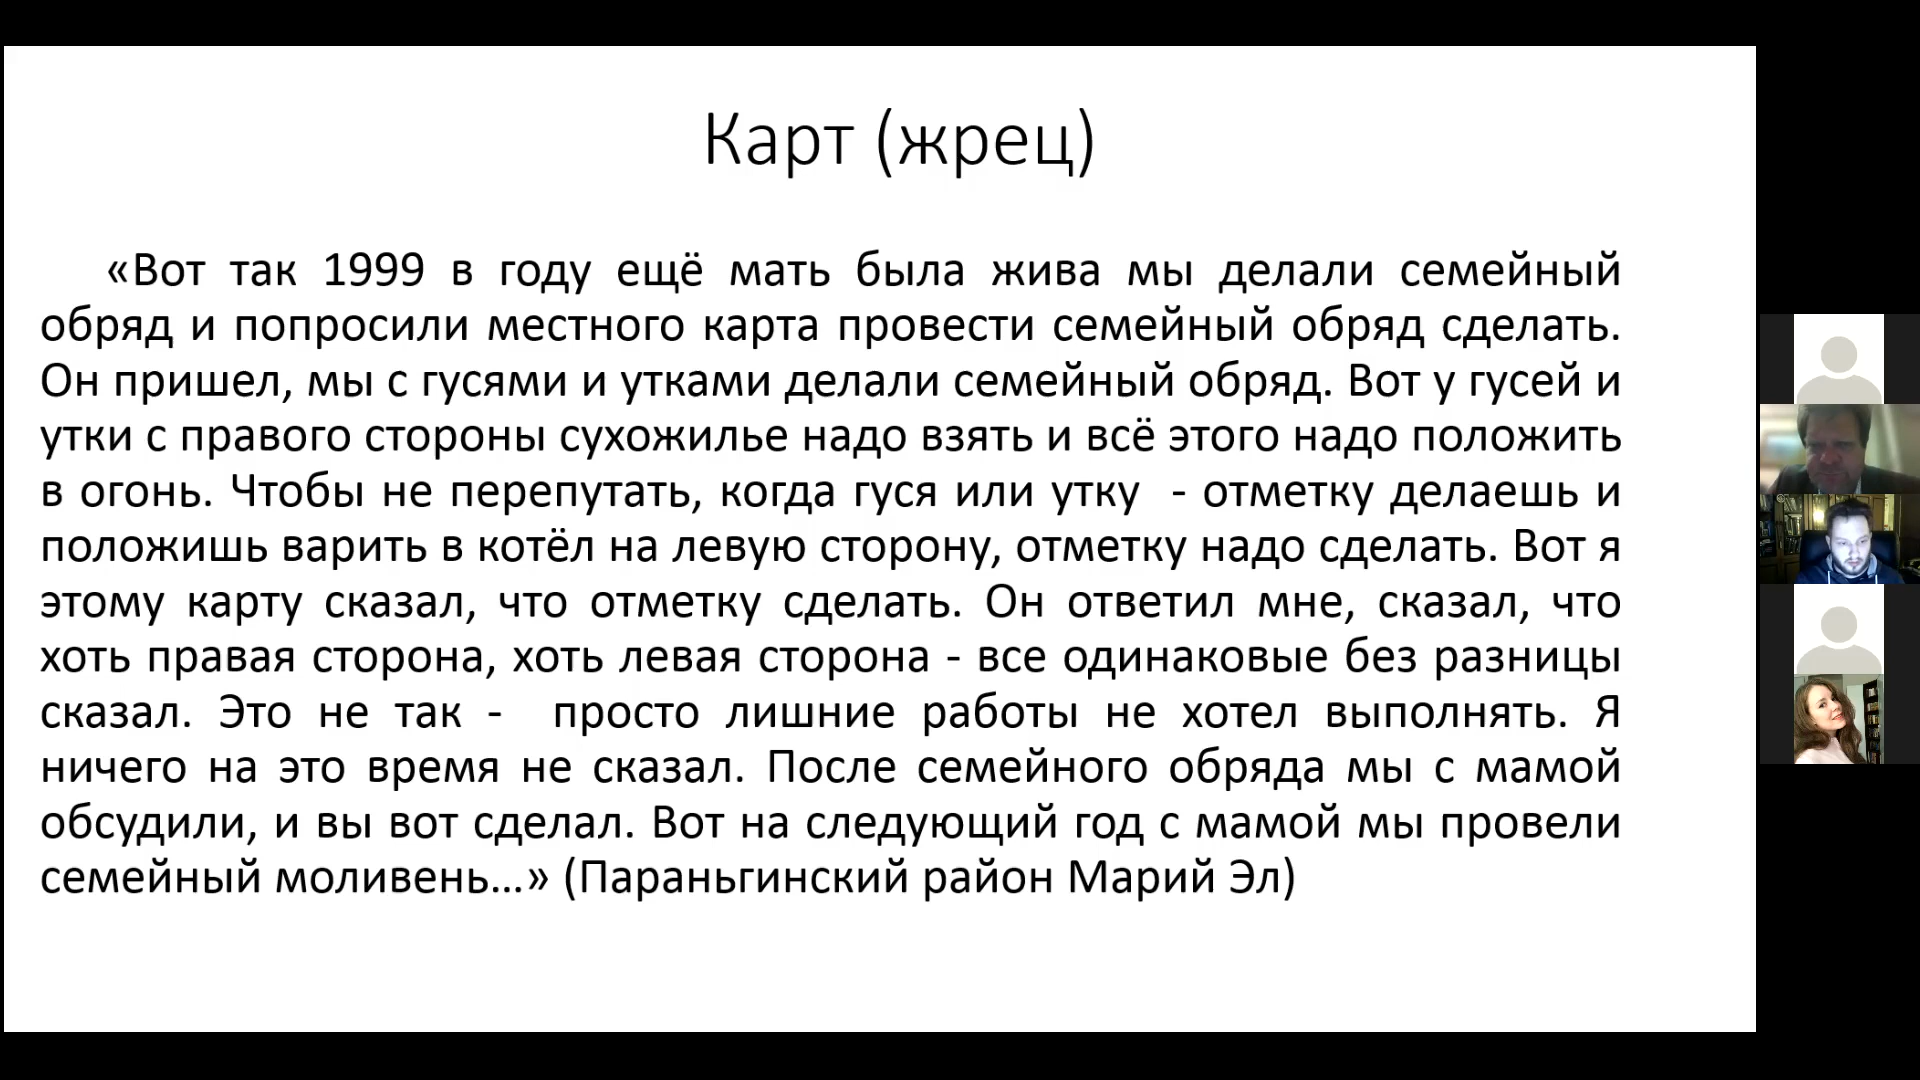 Карт (жрец)
«Вот так 1999 в году ещё мать была жива мы делали семейный
обряд и попросили местного карта провести семейный обряд сделать.
Он пришел, мы с гусями и утками делали семейный обряд. Вот у гусей и
утки с правого стороны сухожилье надо взять и всё этого надо положить
в огонь. Чтобы не перепутать, когда гуся или утку - отметку делаешь и
положишь варить в котёл на левую сторону, отметку надо сделать. Вот я
этому карту сказал, что отметку сделать. Он ответил мне, сказал, что
хоть правая сторона, хоть левая сторона - все одинаковые без разницы
сказал. Это не так - просто лишние работы не хотел выполнять. Я
ничего на это время не сказал. После семейного обряда мы с мамой
обсудили, и вы вот сделал. Вот на следующий год с мамой мы провели
семейный моливень…» (Параньгинский район Марий Эл)